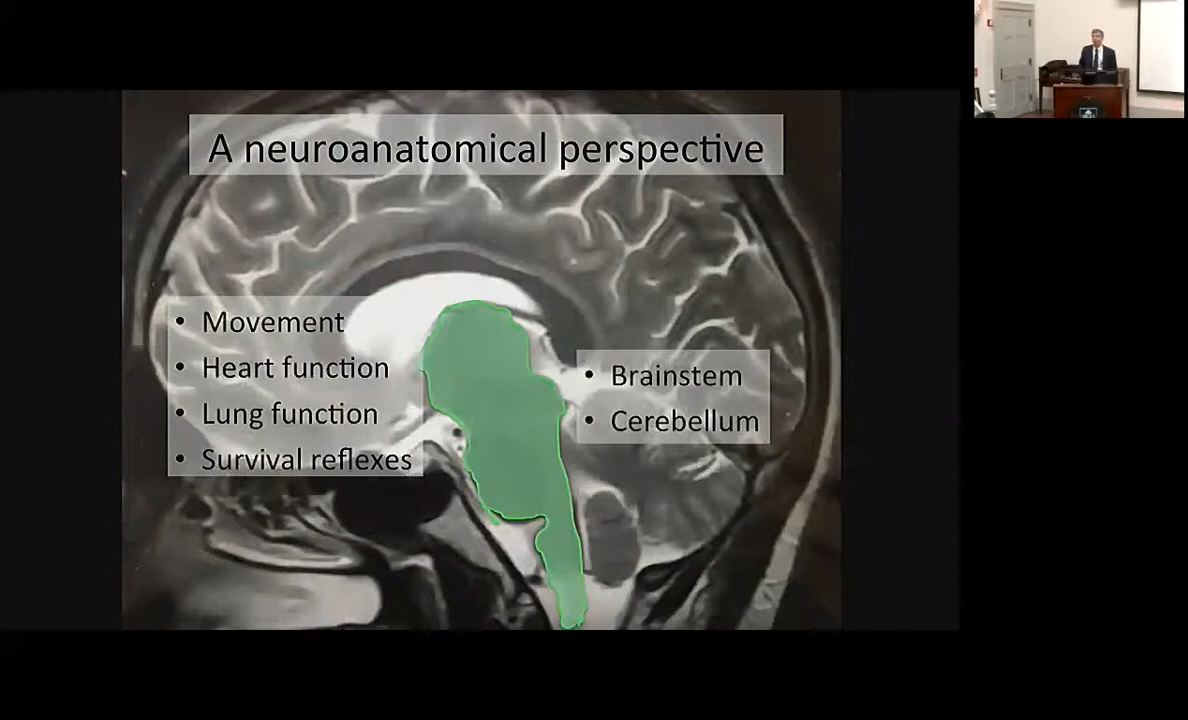 A neuroanatomical perspective
• Movement
• Heart function
• Lung function
• Survival reflexes
• Brainstem
• Cerebellum